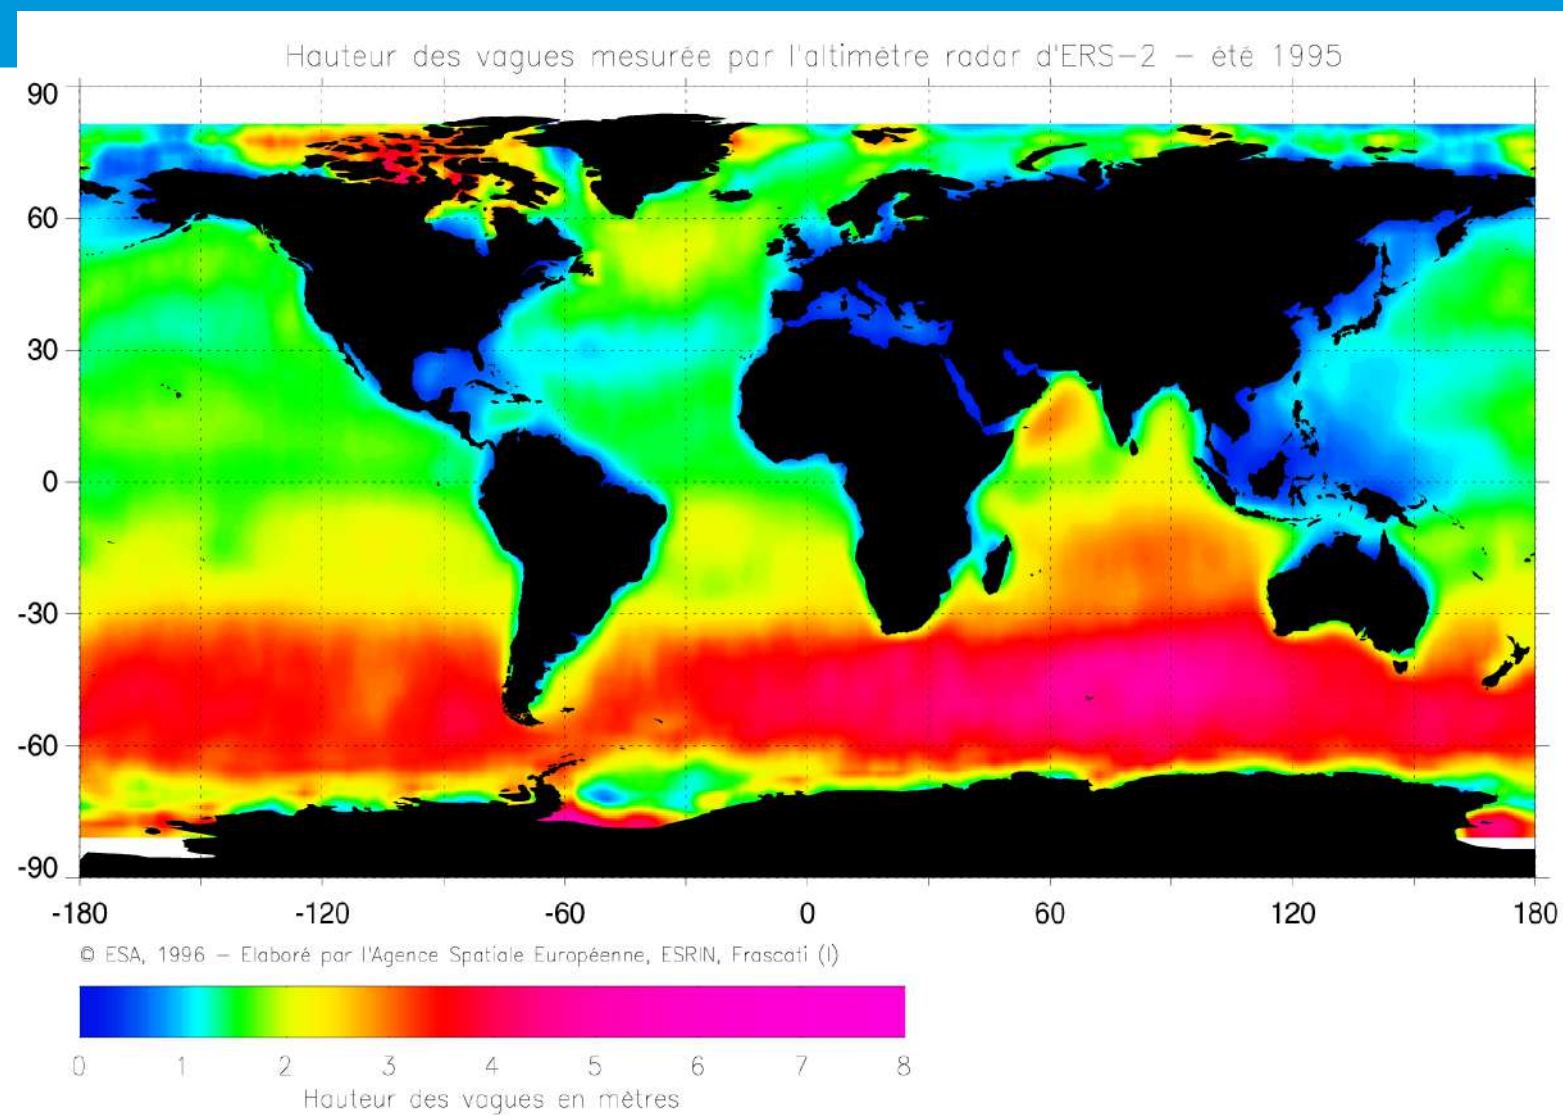 Hauteur des vagues mesurée par l'altimètre radar d'ERS-2 - été 1995
90
60
30
0
-30
-60
-90
-180 -120 -60 0 60 120 180
© ESA, 1996 - Elaboré par l'Agence Spatiale Européenne, ESRIN, Frascati (I)
0 1 2 3 4 5 6 7 8
Hauteur des vagues en mètres